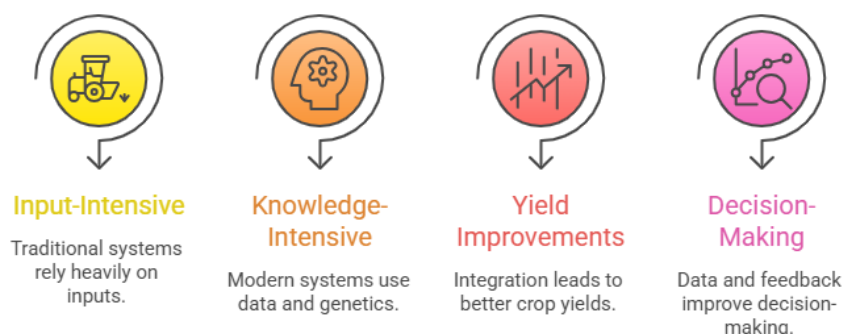 Input-Intensive
Traditional systems
rely heavily on
inputs.
Knowledge-
Intensive
Modern systems use
data and genetics.
Yield
Improvements
Integration leads to
better crop yields.
Decision-
Making
Data and feedback
improve decision-
making.